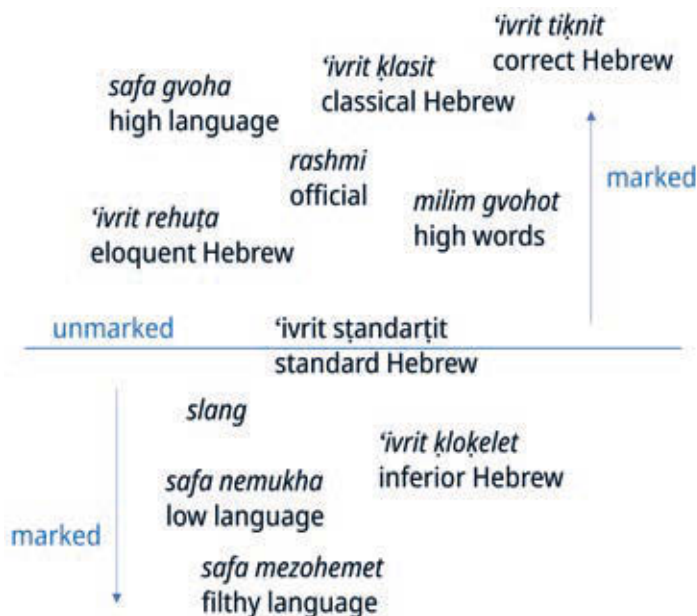 ‘ivrit tiḳnit
correct Hebrew
‘ivrit ḳlasit
classical Hebrew
safa gvoha
high language
rashmi
official
marked
milim gvohot
high words
‘ivrit rehuṭa
eloquent Hebrew
unmarked
‘ivrit sṭandarṭit
standard Hebrew
slang
‘ivrit ḳloḳelet
inferior Hebrew
safa nemukha
low language
marked
safa mezohemet
filthy language